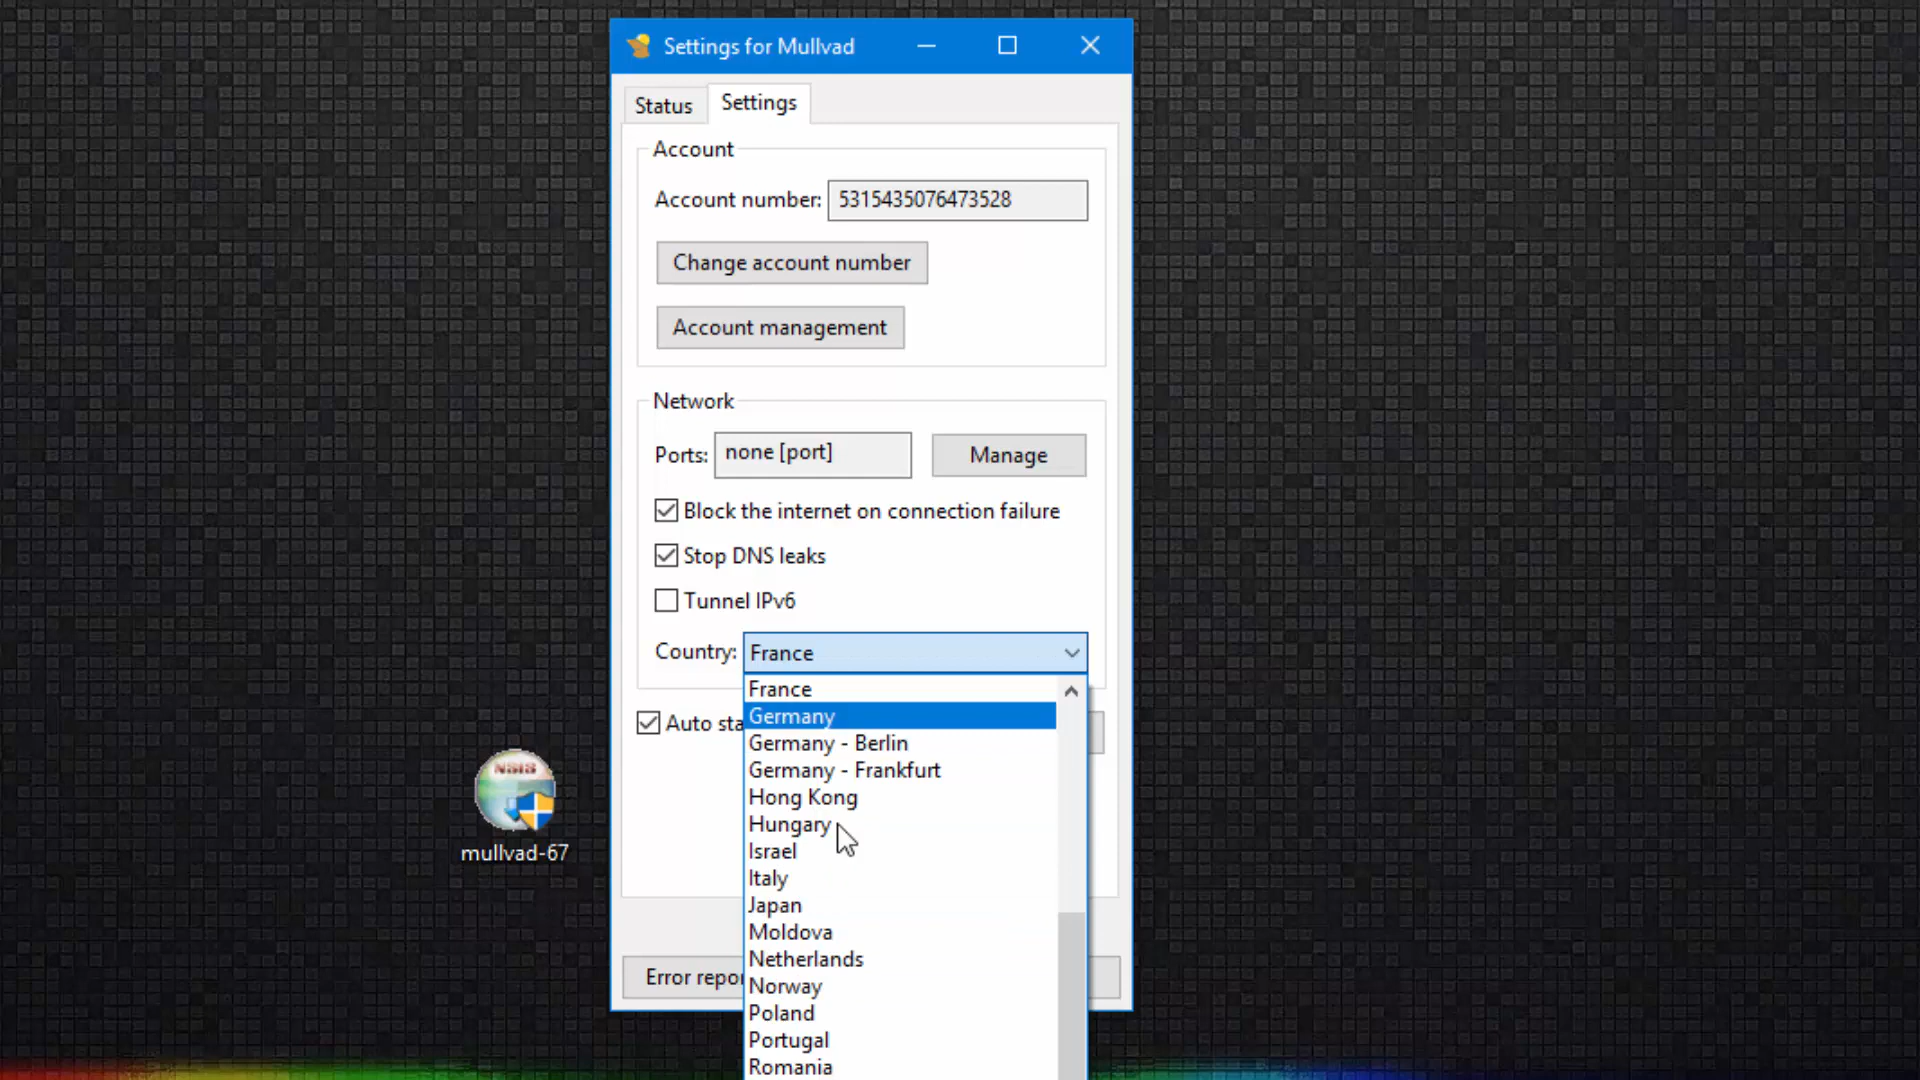 Settings for Mullvad
Status
Settings
Account
Account number: 5315435076473528
Change account number
Account management
Network
Ports: none [port] Manage
Block the internet on connection failure
Stop DNS leaks
Tunnel IPv6
Country: France
France
Germany
Auto sta
Germany - Berlin
Germany - Frankfurt
Hong Kong
Hungary
Israel
Italy
Japan
Moldova
Netherlands
Error repor
Norway
Poland
Portugal
Romania
NSIS
mullvad-67